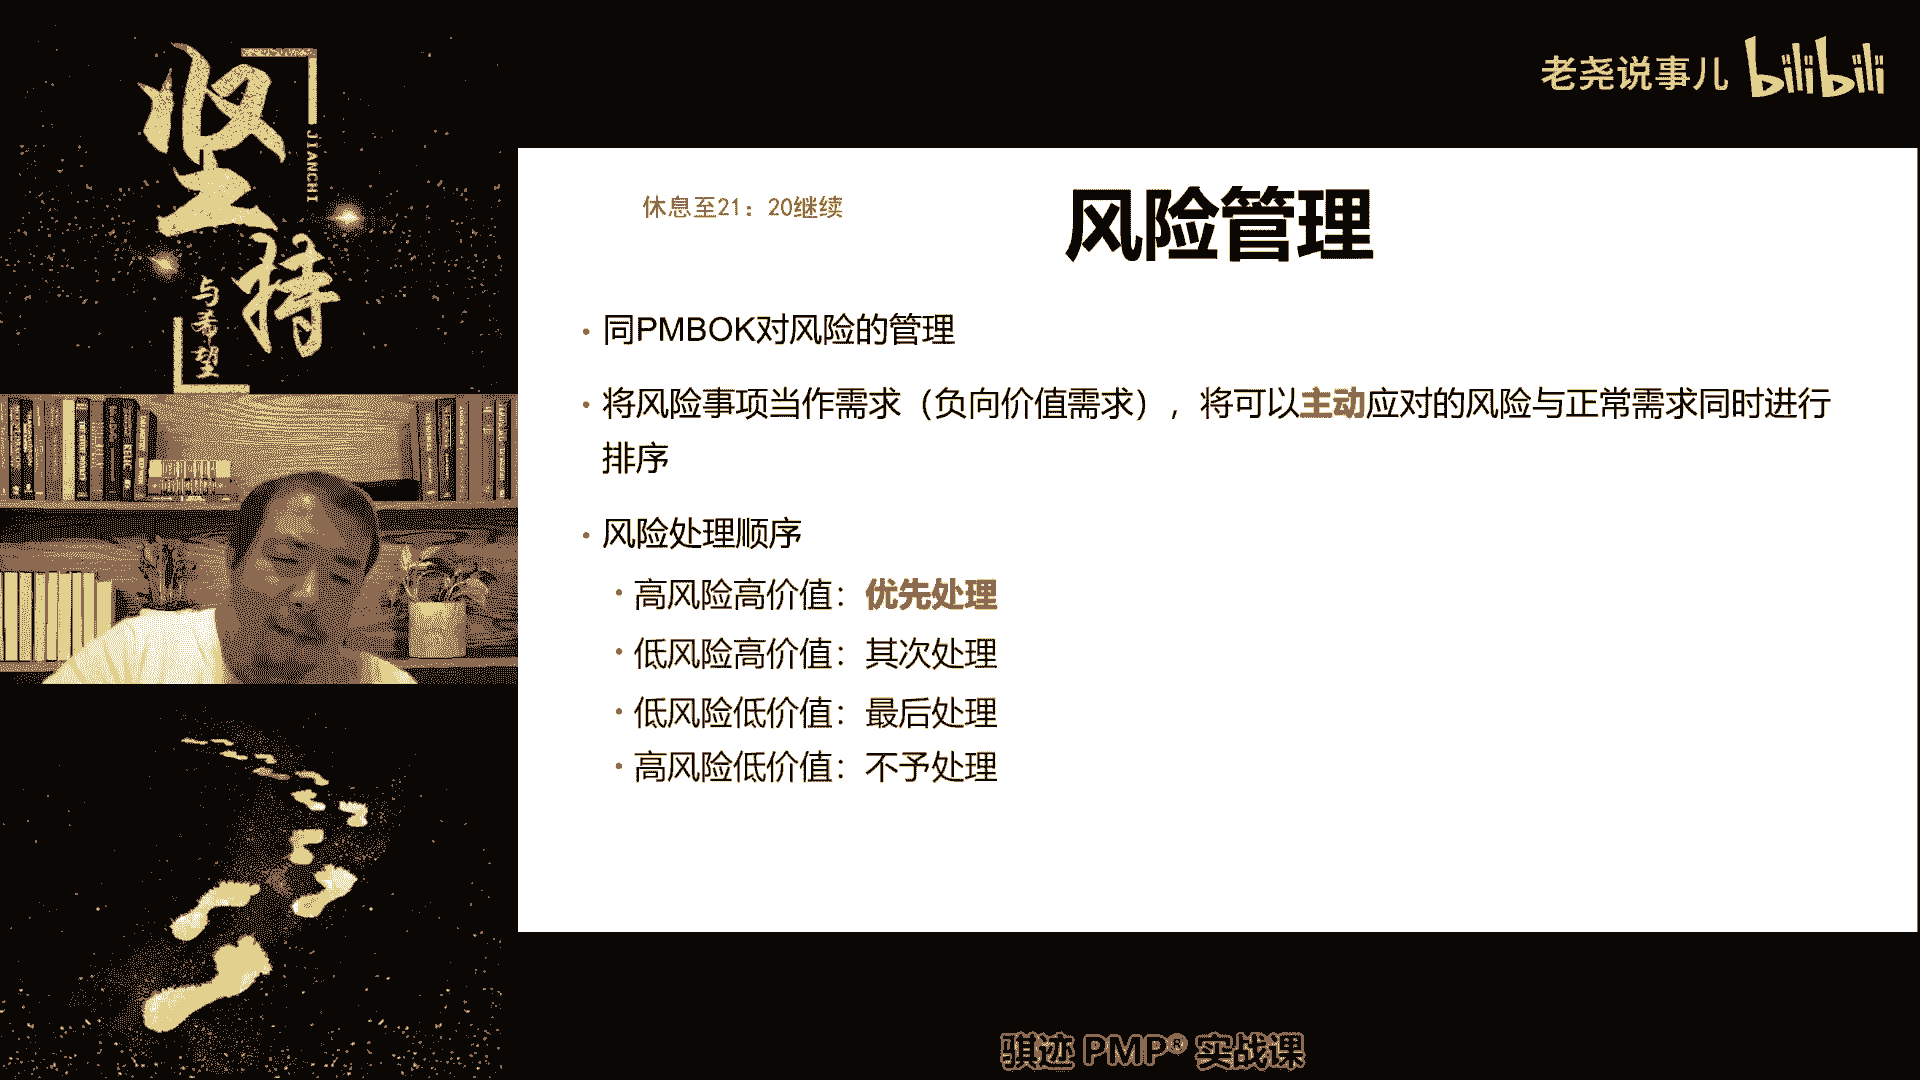 坚持
JIANCHI
与希望
老尧说事儿 bilibili
休息至21：20继续
风险管理
·同PMBOK对风险的管理
·将风险事项当作需求（负向价值需求），将可以主动应对的风险与正常需求同时进行
排序
·风险处理顺序
·高风险高价值：优先处理
·低风险高价值：其次处理
·低风险低价值：最后处理
·高风险低价值：不予处理
骐迹 PMP® 实战课